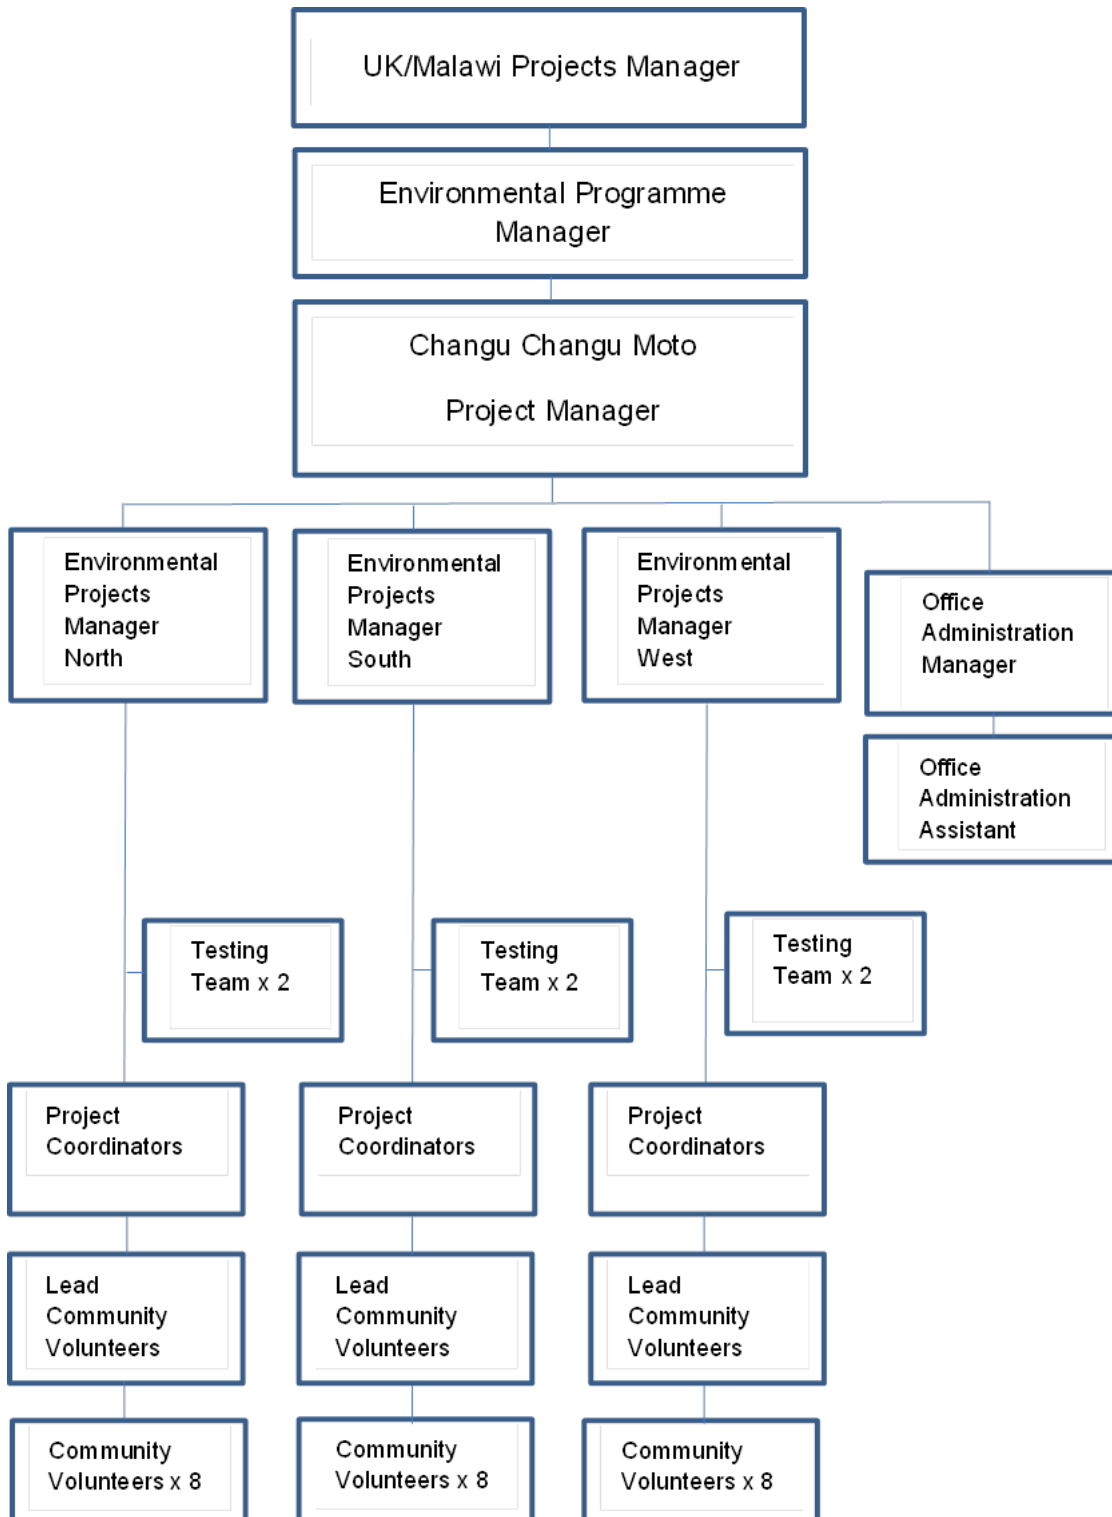 UK/Malawi Projects Manager
Environmental Programme
Manager
Changu Changu Moto
Project Manager
Environmental
Projects
Manager
North
Environmental
Projects
Manager
South
Environmental
Projects
Manager
West
Office
Administration
Manager
Office
Administration
Assistant
Testing
Team x 2
Testing
Team x 2
Testing
Team x 2
Project
Coordinators
Project
Coordinators
Project
Coordinators
Lead
Community
Volunteers
Lead
Community
Volunteers
Lead
Community
Volunteers
Community
Volunteers x 8
Community
Volunteers x 8
Community
Volunteers x 8